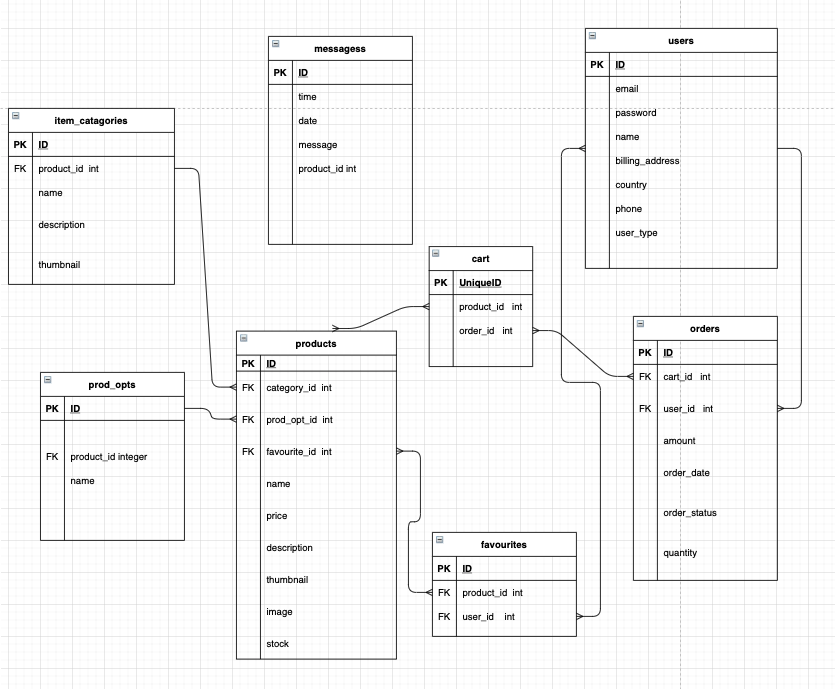 messagess
PK ID
time
date
message
product_id int
users
PK ID
email
password
name
billing_address
country
phone
user_type
item_catagories
PK ID
FK product_id int
name
description
thumbnail
cart
PK UniqueID
product_id int
order_id int
products
PK ID
FK category_id int
FK prod_opt_id int
FK favourite_id int
name
price
description
thumbnail
image
stock
orders
PK ID
FK cart_id int
FK user_id int
amount
order_date
order_status
quantity
prod_opts
PK ID
FK product_id integer
name
favourites
PK ID
FK product_id int
FK user_id int